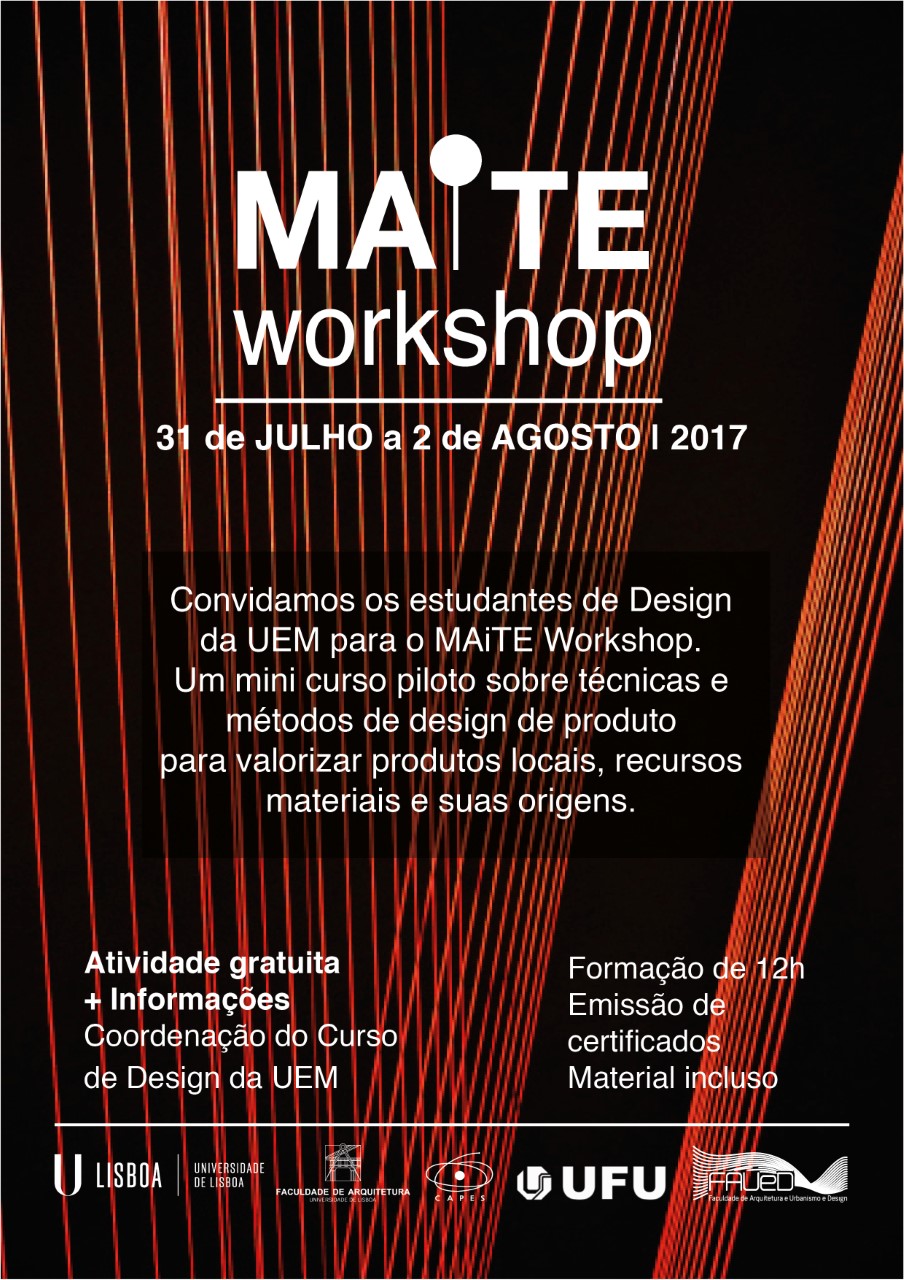 MAiTE
workshop
31 de JULHO a 2 de AGOSTO | 2017
Convidamos os estudantes de Design
da UEM para o MAiTE Workshop.
Um mini curso piloto sobre técnicas e
métodos de design de produto
para valorizar produtos locais, recursos
materiais e suas origens.
Atividade gratuita
+ Informações
Coordenação do Curso
de Design da UEM
Formação de 12h
Emissão de
certificados
Material incluso
U LISBOA | UNIVERSIDADE
DE LISBOA
FACULDADE DE ARQUITETURA
UNIVERSIDADE DE LISBOA
CAPES
UFU
FAUeD
Faculdade de Arquitetura e Urbanismo e Design